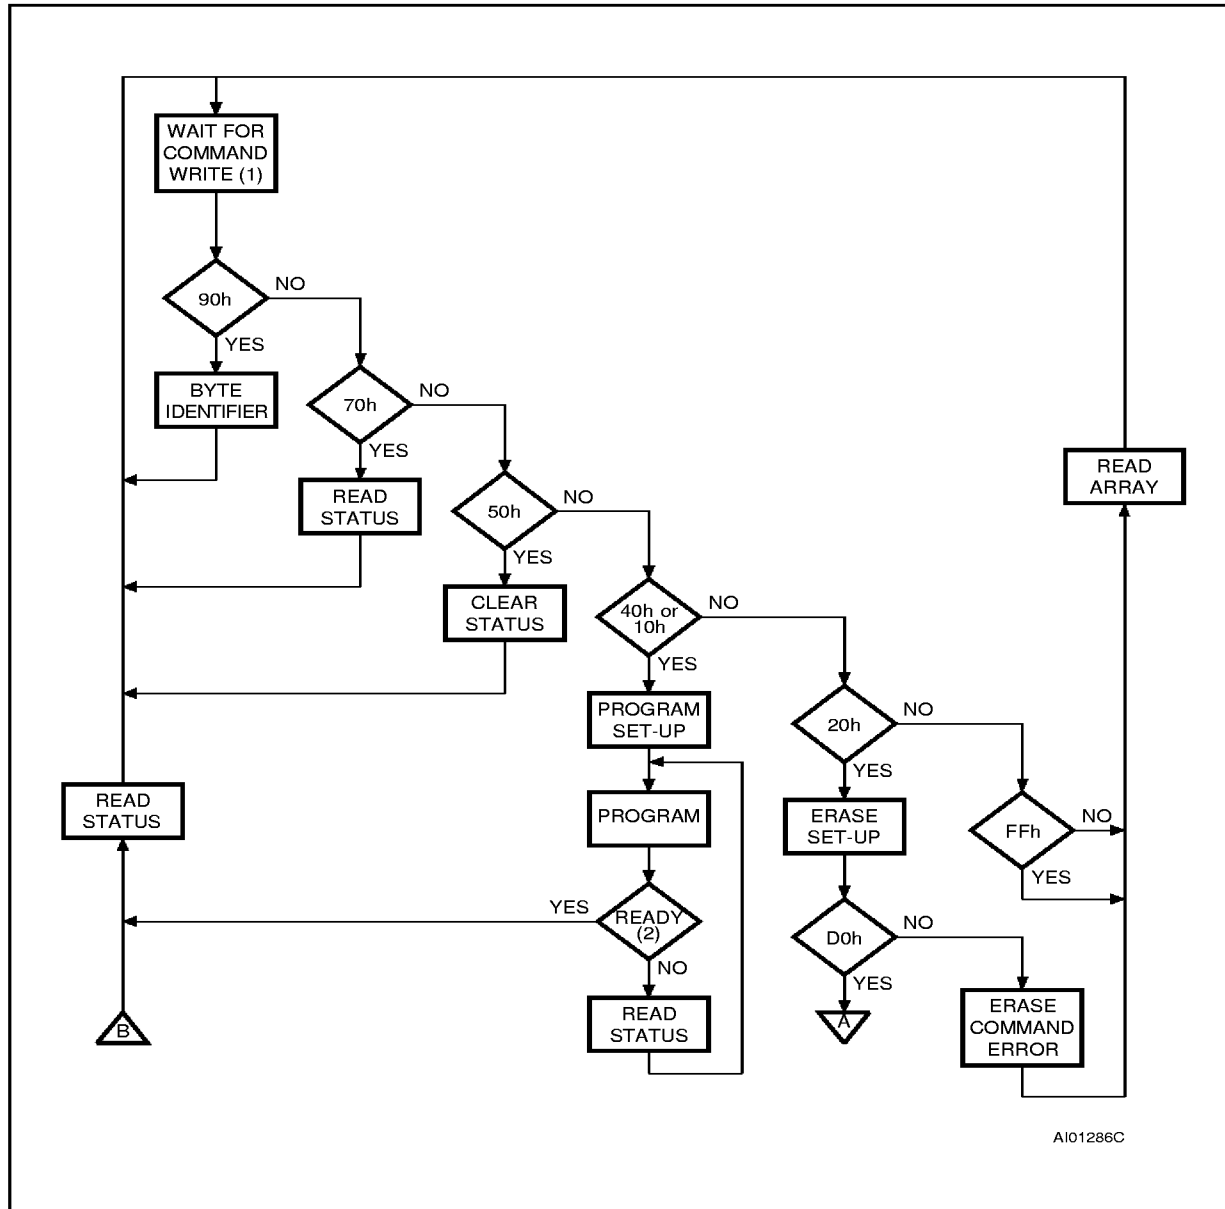 WAIT FOR
COMMAND
WRITE (1)
90h
NO
YES
BYTE
IDENTIFIER
70h
NO
YES
READ
STATUS
50h
NO
YES
CLEAR
STATUS
READ
ARRAY
40h or
10h
NO
YES
PROGRAM
SET-UP
20h
NO
YES
READ
STATUS
PROGRAM
ERASE
SET-UP
FFh
NO
YES
YES
READY
(2)
NO
D0h
NO
YES
READ
STATUS
B
A
ERASE
COMMAND
ERROR
AI01286C